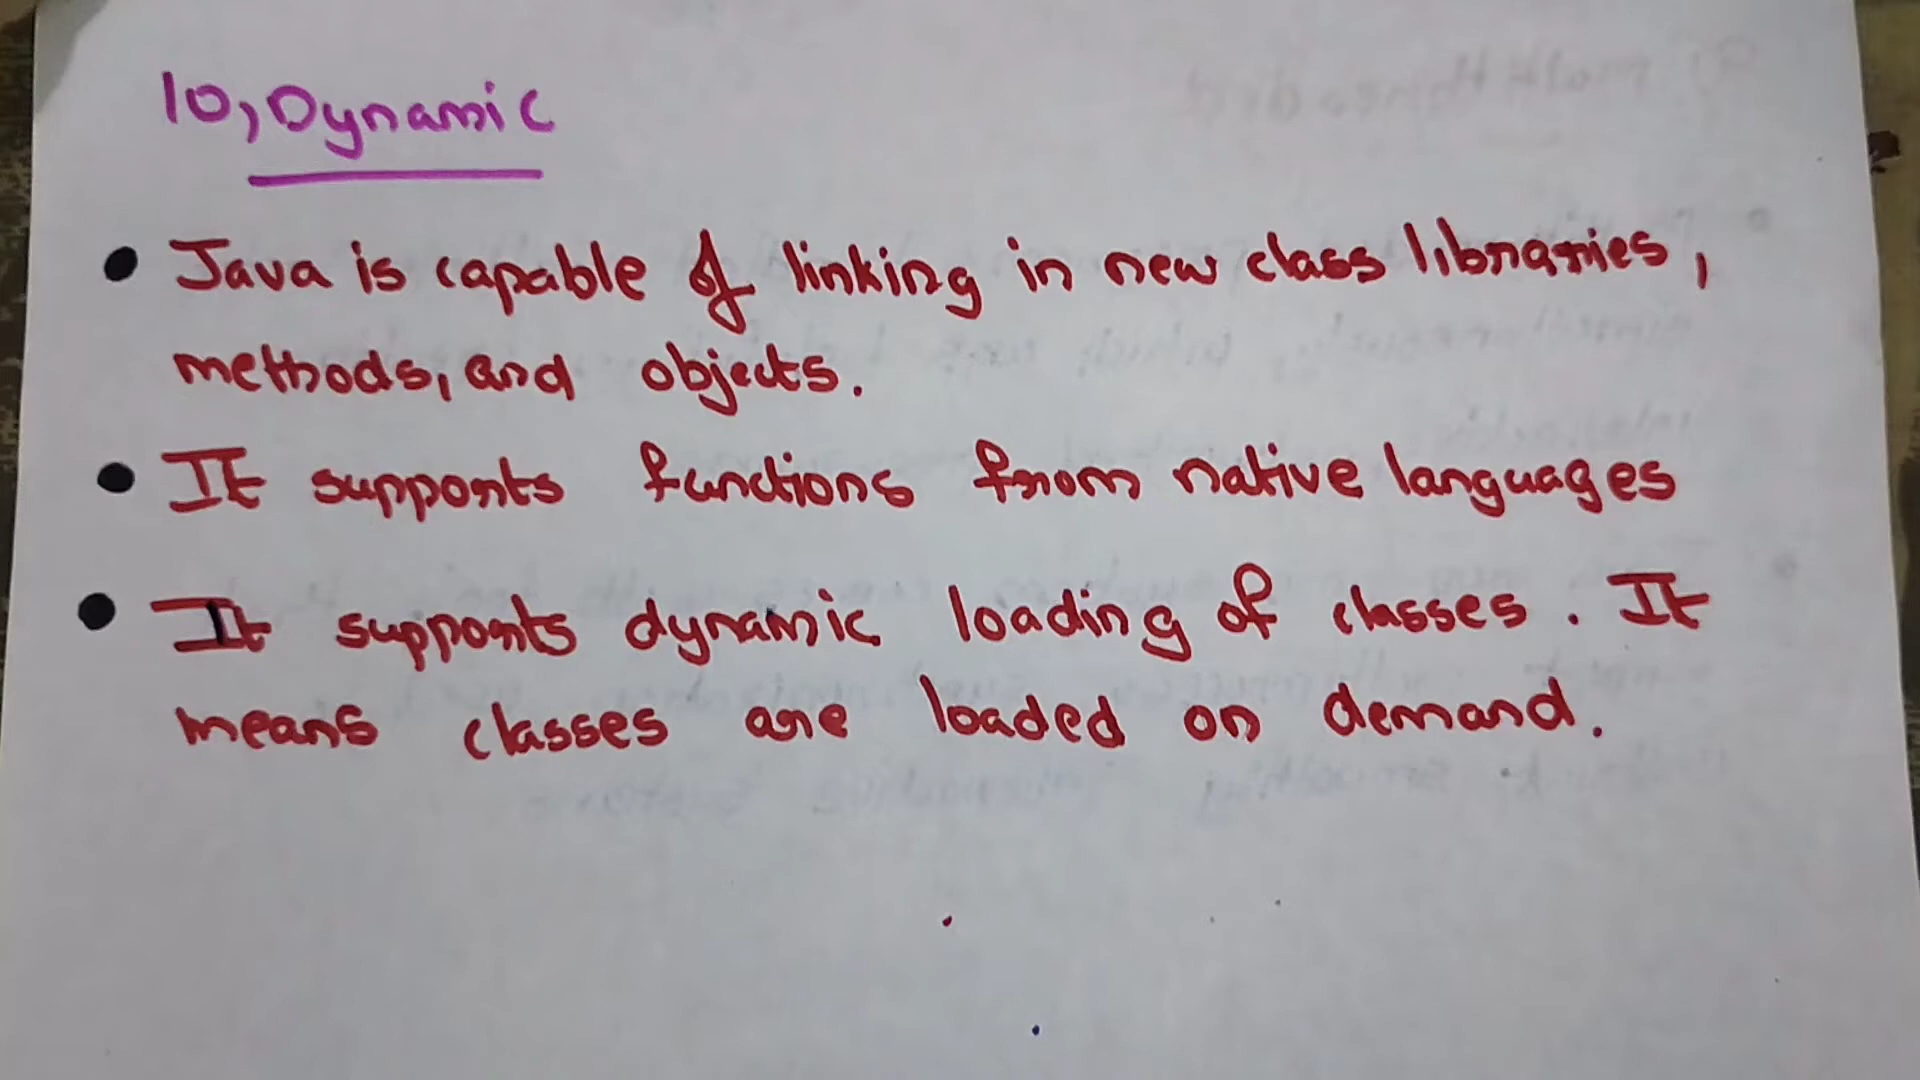 10, Dynamic
• Java is capable of linking in new class libraries,
methods, and objects.
• It supports functions from native languages
• It supports dynamic loading of classes. It
means classes are loaded on demand.